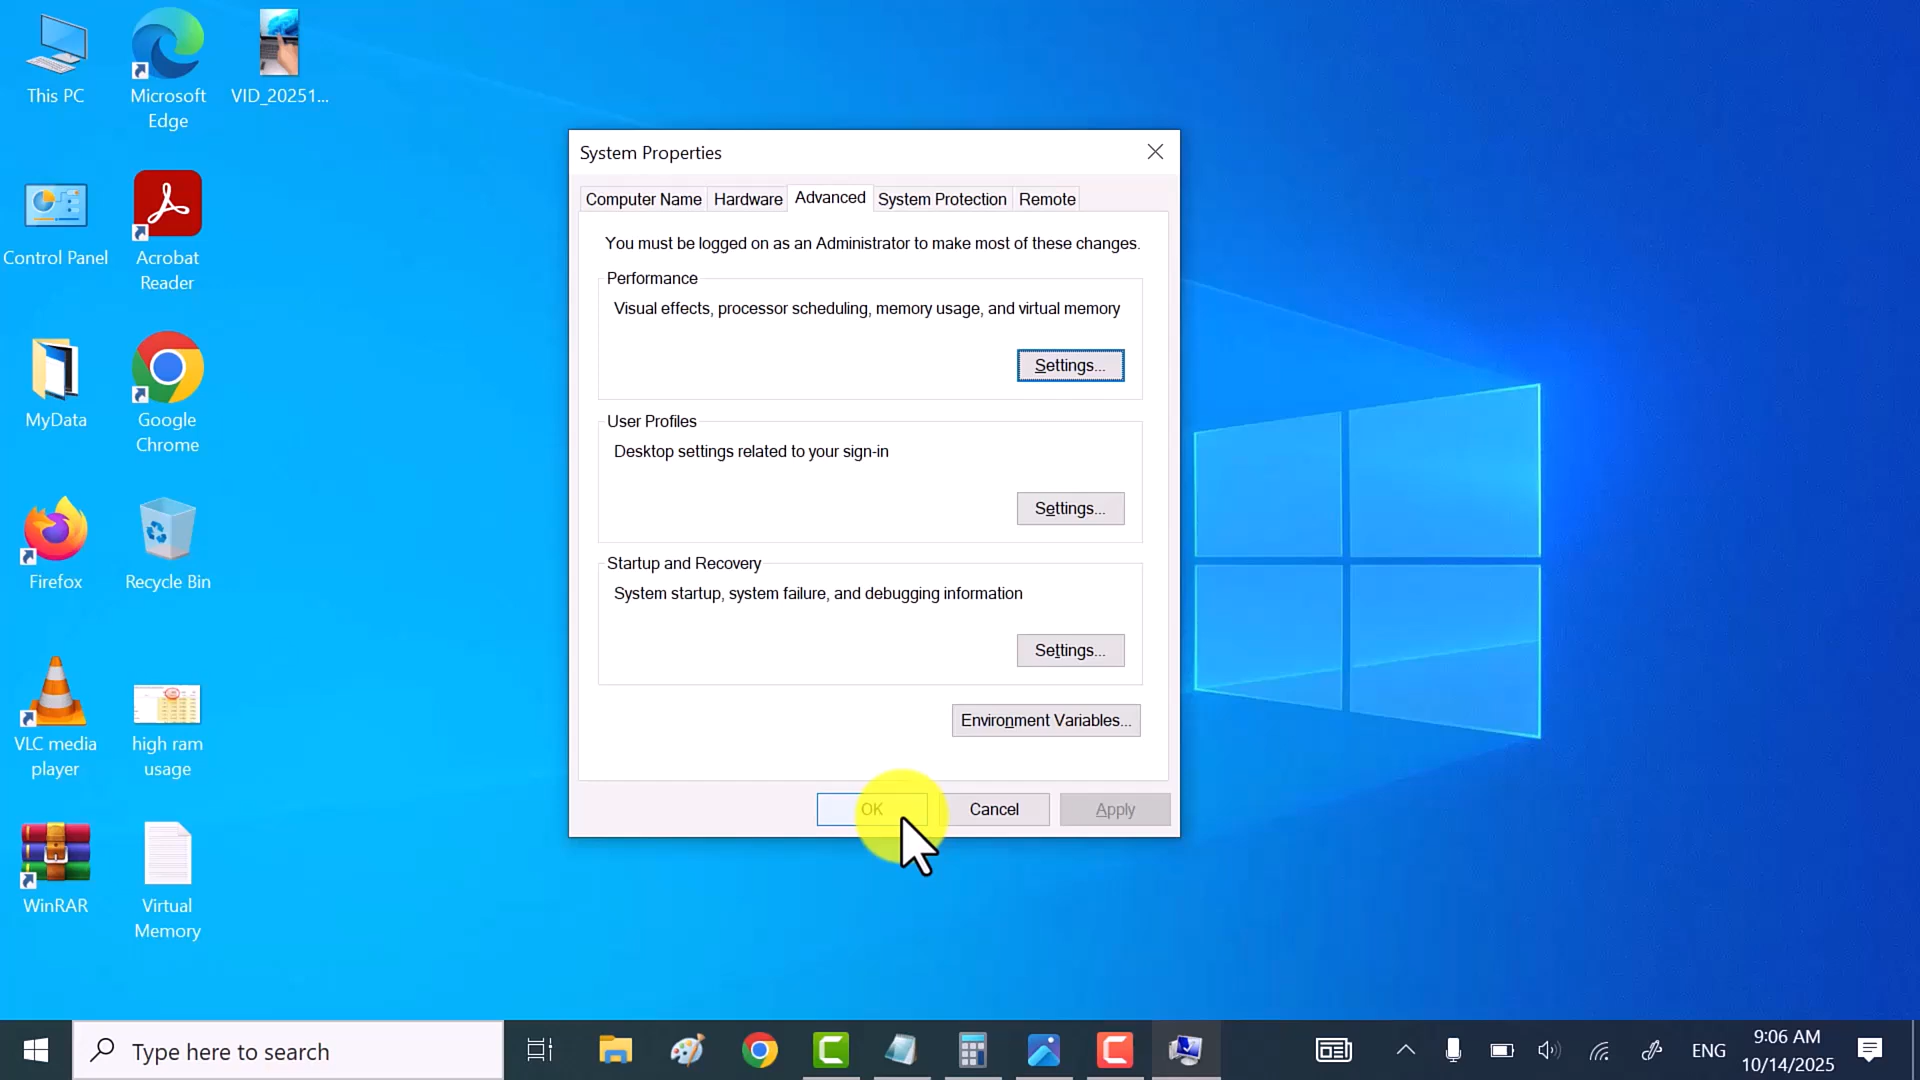 This PC
Microsoft
Edge
VID_20251...
Control Panel
Acrobat
Reader
MyData
Google
Chrome
Firefox
Recycle Bin
VLC media
player
high ram
usage
WinRAR
Virtual
Memory
System Properties
Computer Name
Hardware
Advanced
System Protection
Remote
You must be logged on as an Administrator to make most of these changes.
Performance
Visual effects, processor scheduling, memory usage, and virtual memory
Settings...
User Profiles
Desktop settings related to your sign-in
Settings...
Startup and Recovery
System startup, system failure, and debugging information
Settings...
Environment Variables...
OK
Cancel
Apply
Type here to search
ENG
9:06 AM
10/14/2025